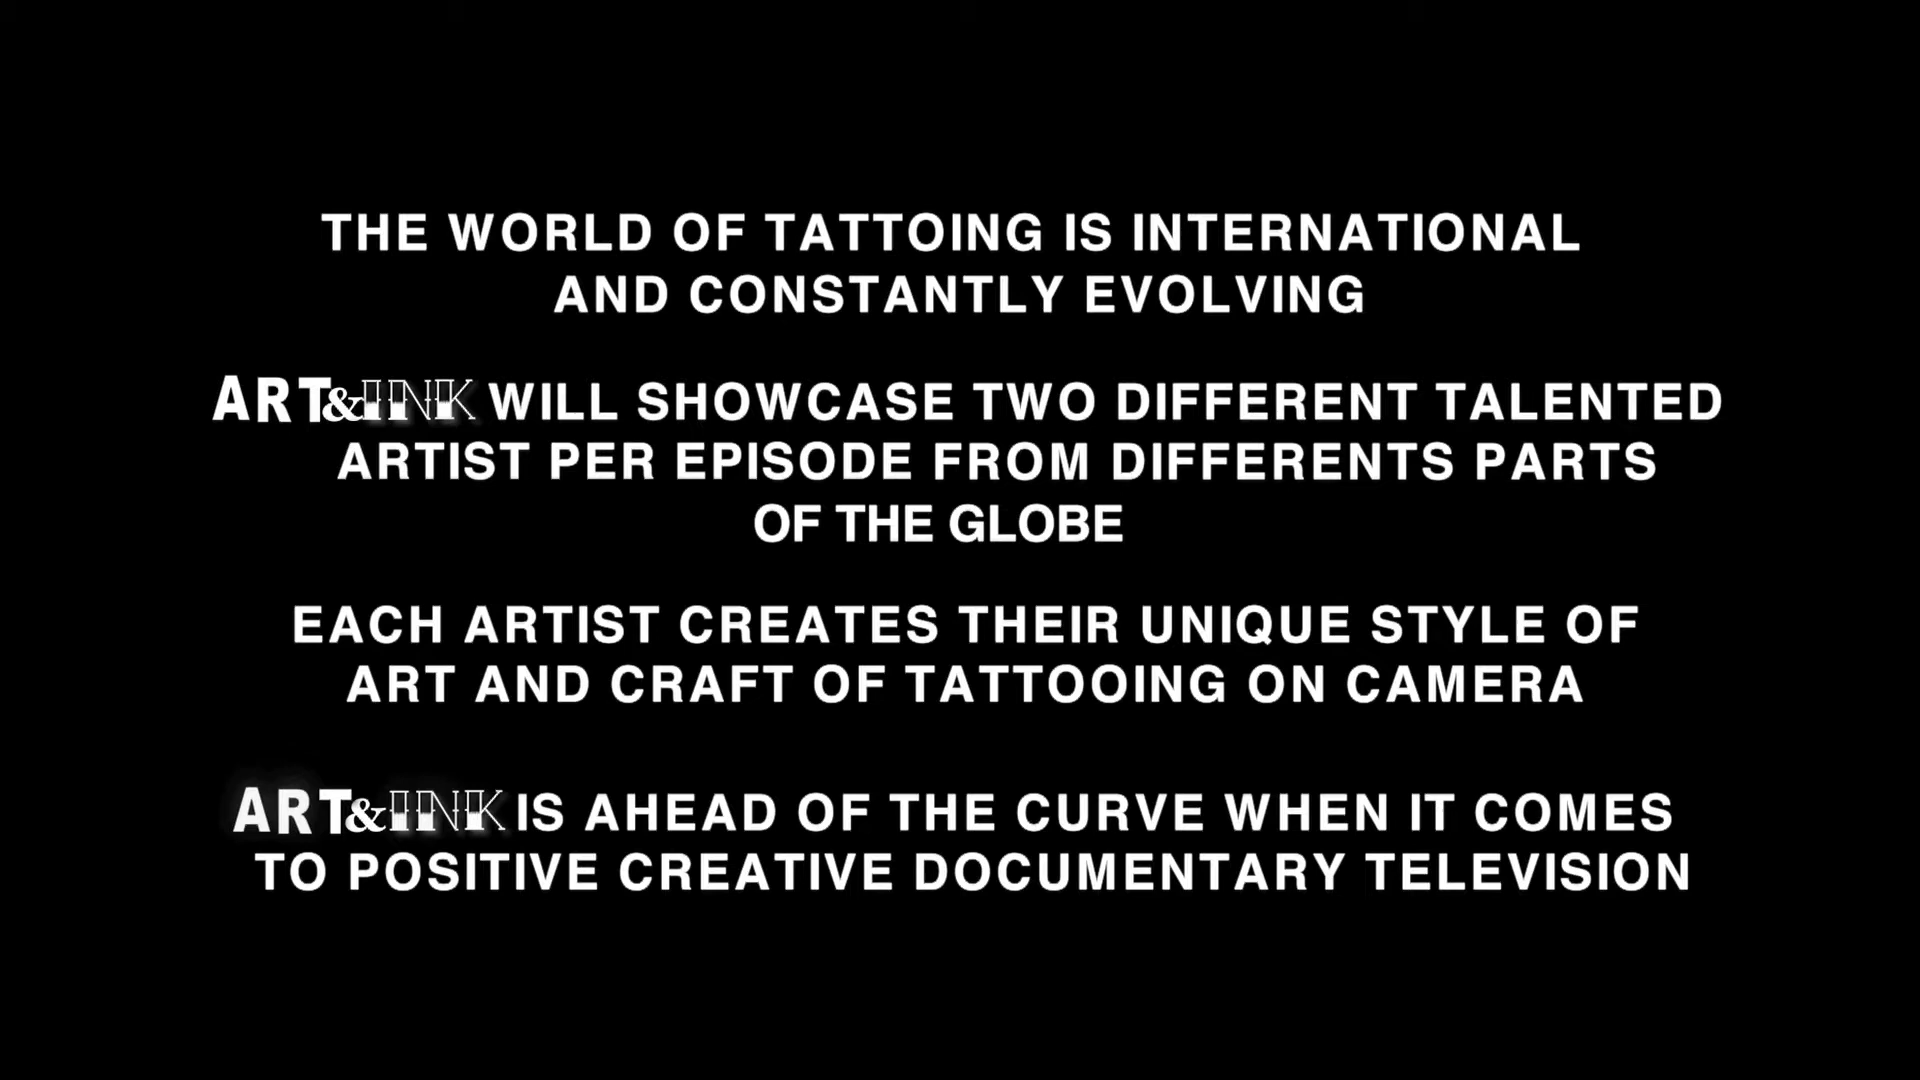 THE WORLD OF TATTOING IS INTERNATIONAL
AND CONSTANTLY EVOLVING
ART&INK WILL SHOWCASE TWO DIFFERENT TALENTED
ARTIST PER EPISODE FROM DIFFERENTS PARTS
OF THE GLOBE
EACH ARTIST CREATES THEIR UNIQUE STYLE OF
ART AND CRAFT OF TATTOOING ON CAMERA
ART&INK IS AHEAD OF THE CURVE WHEN IT COMES
TO POSITIVE CREATIVE DOCUMENTARY TELEVISION